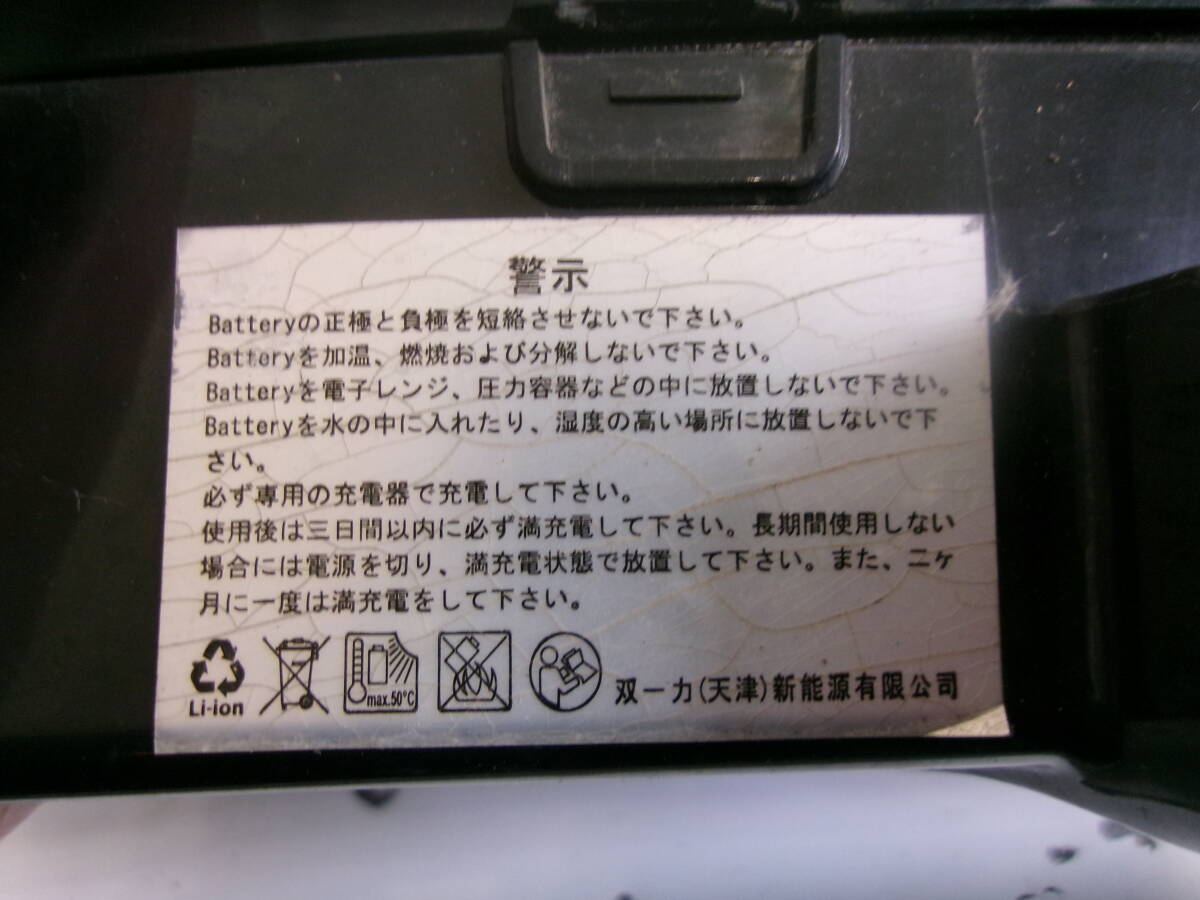 警示
Batteryの正極と負極を短絡させないで下さい。
Batteryを加温、燃焼および分解しないで下さい。
Batteryを電子レンジ、圧力容器などの中に放置しないで下さい。
Batteryを水の中に入れたり、湿度の高い場所に放置しないで下
さい。
必ず専用の充電器で充電して下さい。
使用後は三日間以内に必ず満充電して下さい。長期間使用しない
場合には電源を切り、満充電状態で放置して下さい。また、二ヶ
月に一度は満充電をして下さい。
max.50°C
Li-ion
双一力(天津)新能源有限公司